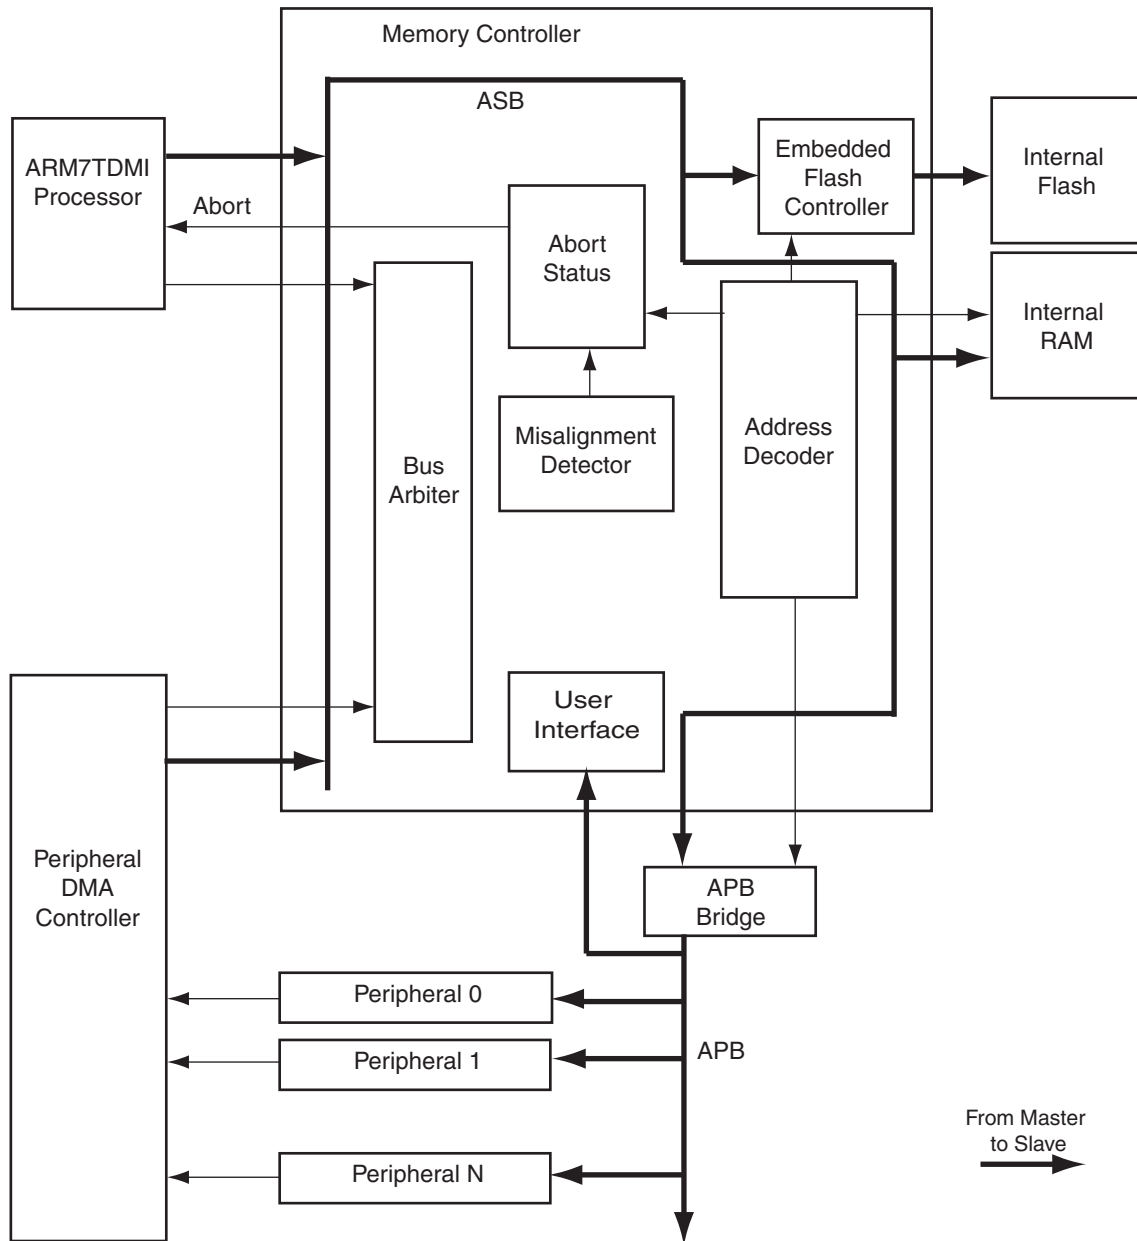 Memory Controller
ASB
ARM7TDMI
Processor
Abort
Embedded
Flash
Controller
Internal
Flash
Abort
Status
Internal
RAM
Misalignment
Detector
Address
Decoder
Bus
Arbiter
User
Interface
Peripheral
DMA
Controller
APB
Bridge
Peripheral 0
Peripheral 1
APB
Peripheral N
From Master
to Slave